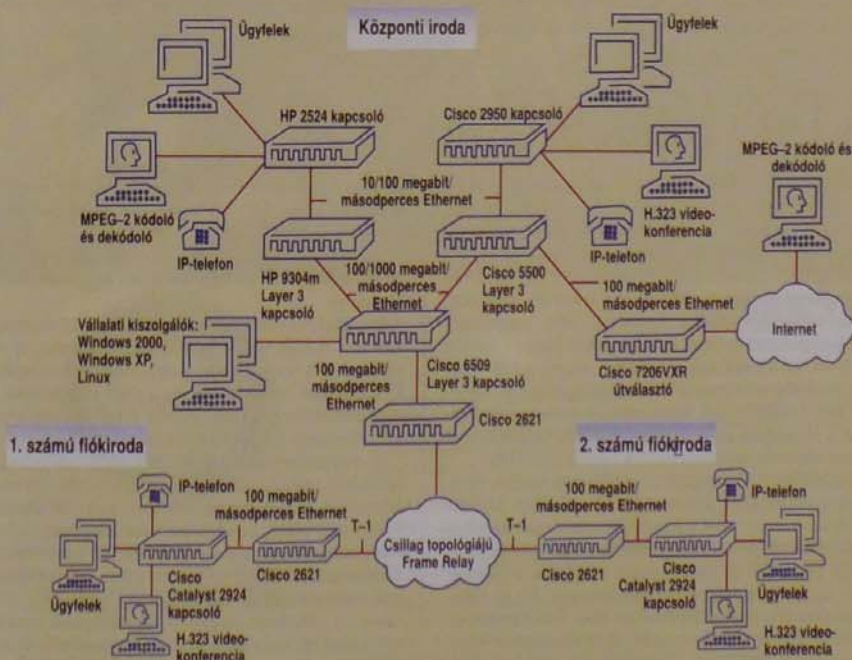 Központi iroda
Ügyfelek
HP 2524 kapcsoló
MPEG–2 kódoló
és dekódoló
IP-telefon
10/100 megabit/
másodperces Ethernet
Ügyfelek
Cisco 2950 kapcsoló
H.323 video-
konferencia
IP-telefon
MPEG–2 kódoló és
dekódoló
HP 9304m
Layer 3
kapcsoló
100/1000 megabit/
másodperces
Ethernet
Cisco 5500
Layer 3
kapcsoló
100 megabit/
másodperces Ethernet
Internet
Cisco 7206VXR
útválasztó
Vállalati kiszolgálók:
Windows 2000,
Windows XP,
Linux
100 megabit/
másodperces
Ethernet
Cisco 6509
Layer 3 kapcsoló
Cisco 2621
1. számú fiókiroda
IP-telefon
100 megabit/
másodperces Ethernet
T–1
Ügyfelek
Cisco
Catalyst 2924
kapcsoló
Cisco 2621
H.323 video-
konferencia
Csillag topológiájú
Frame Relay
2. számú fiókiroda
T–1
100 megabit/
másodperces Ethernet
IP-telefon
Cisco 2621
Cisco
Catalyst 2924
kapcsoló
Ügyfelek
H.323 video-
konferencia